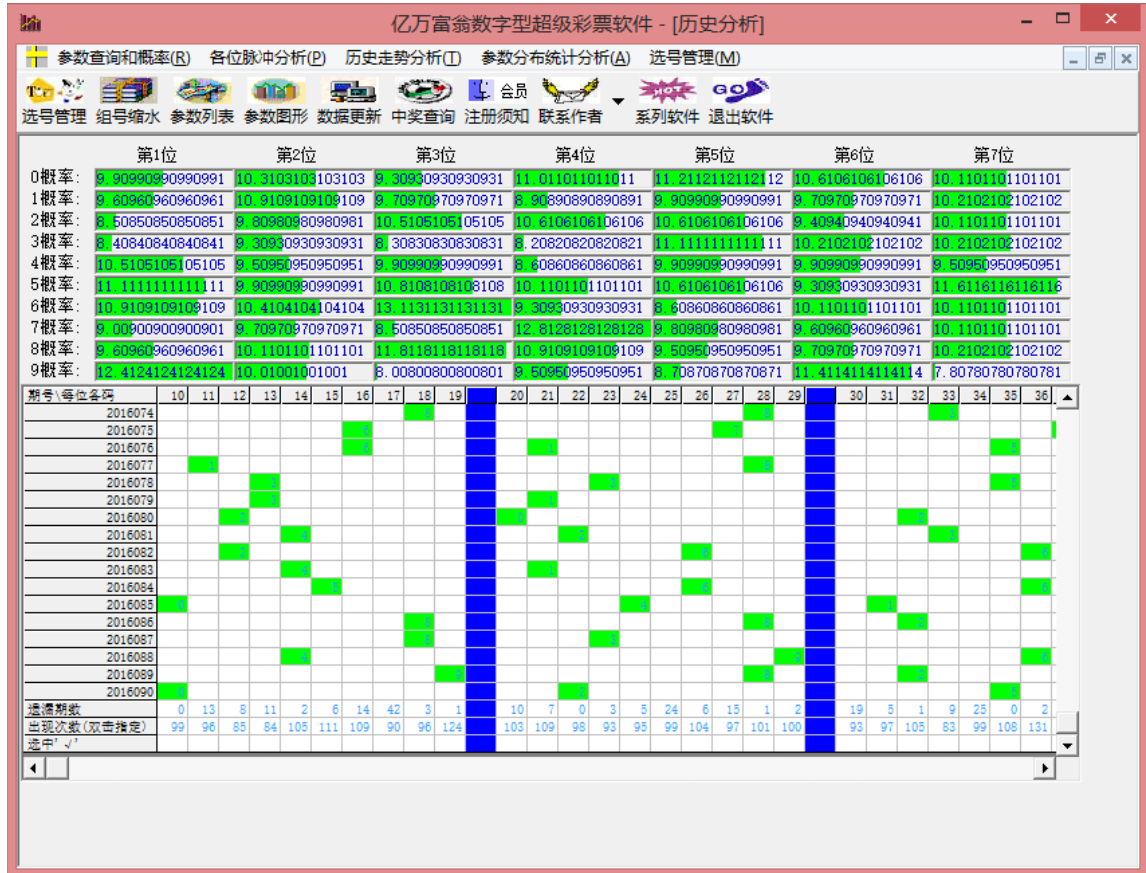 亿万富翁数字型超级彩票软件 - [历史分析]
参数查询和概率(R) 各位脉冲分析(P) 历史走势分析(T) 参数分布统计分析(A) 选号管理(M)
会员
选号管理 组号缩水 参数列表 参数图形 数据更新 中奖查询 注册须知 联系作者 系列软件 退出软件
第1位 第2位 第3位 第4位 第5位 第6位 第7位
0概率: 9.90990990990991 10.3103103103103 9.30930930930931 11.011011011011 11.2112112112112 10.6106106106106 10.1101101101101
1概率: 9.60960960960961 10.9109109109109 9.70970970970971 8.90890890890891 9.90990990990991 9.70970970970971 10.2102102102102
2概率: 8.50850850850851 9.80980980980981 10.5105105105105 10.6106106106106 10.6106106106106 9.40940940940941 10.1101101101101
3概率: 8.40840840840841 9.30930930930931 8.30830830830831 8.20820820820821 11.1111111111111 10.2102102102102 10.2102102102102
4概率: 10.5105105105105 9.50950950950951 9.90990990990991 8.60860860860861 9.90990990990991 9.90990990990991 9.50950950950951
5概率: 11.1111111111111 9.90990990990991 10.8108108108108 10.1101101101101 10.6106106106106 9.30930930930931 11.6116116116116
6概率: 10.9109109109109 10.4104104104104 13.1131131131131 9.30930930930931 8.60860860860861 10.1101101101101 10.1101101101101
7概率: 9.00900900900901 9.70970970970971 8.50850850850851 12.8128128128128 9.80980980980981 9.60960960960961 10.1101101101101
8概率: 9.60960960960961 10.1101101101101 11.8118118118118 10.9109109109109 9.50950950950951 9.70970970970971 10.2102102102102
9概率: 12.4124124124124 10.01001001001 8.00800800800801 9.50950950950951 8.70870870870871 11.4114114114114 7.80780780780781
期号\每位各码 10 11 12 13 14 15 16 17 18 19 20 21 22 23 24 25 26 27 28 29 30 31 32 33 34 35 36
2016074
2016075
2016076
2016077
2016078
2016079
2016080
2016081
2016082
2016083
2016084
2016085
2016086
2016087
2016088
2016089
2016090
遗漏期数 0 13 8 11 2 6 14 42 3 1 10 7 0 3 5 24 6 15 1 2 19 5 1 9 25 0 2
出现次数(双击指定) 99 96 85 84 105 111 109 90 96 124 103 109 98 93 95 99 104 97 101 100 93 97 105 83 99 108 131
选中'√'